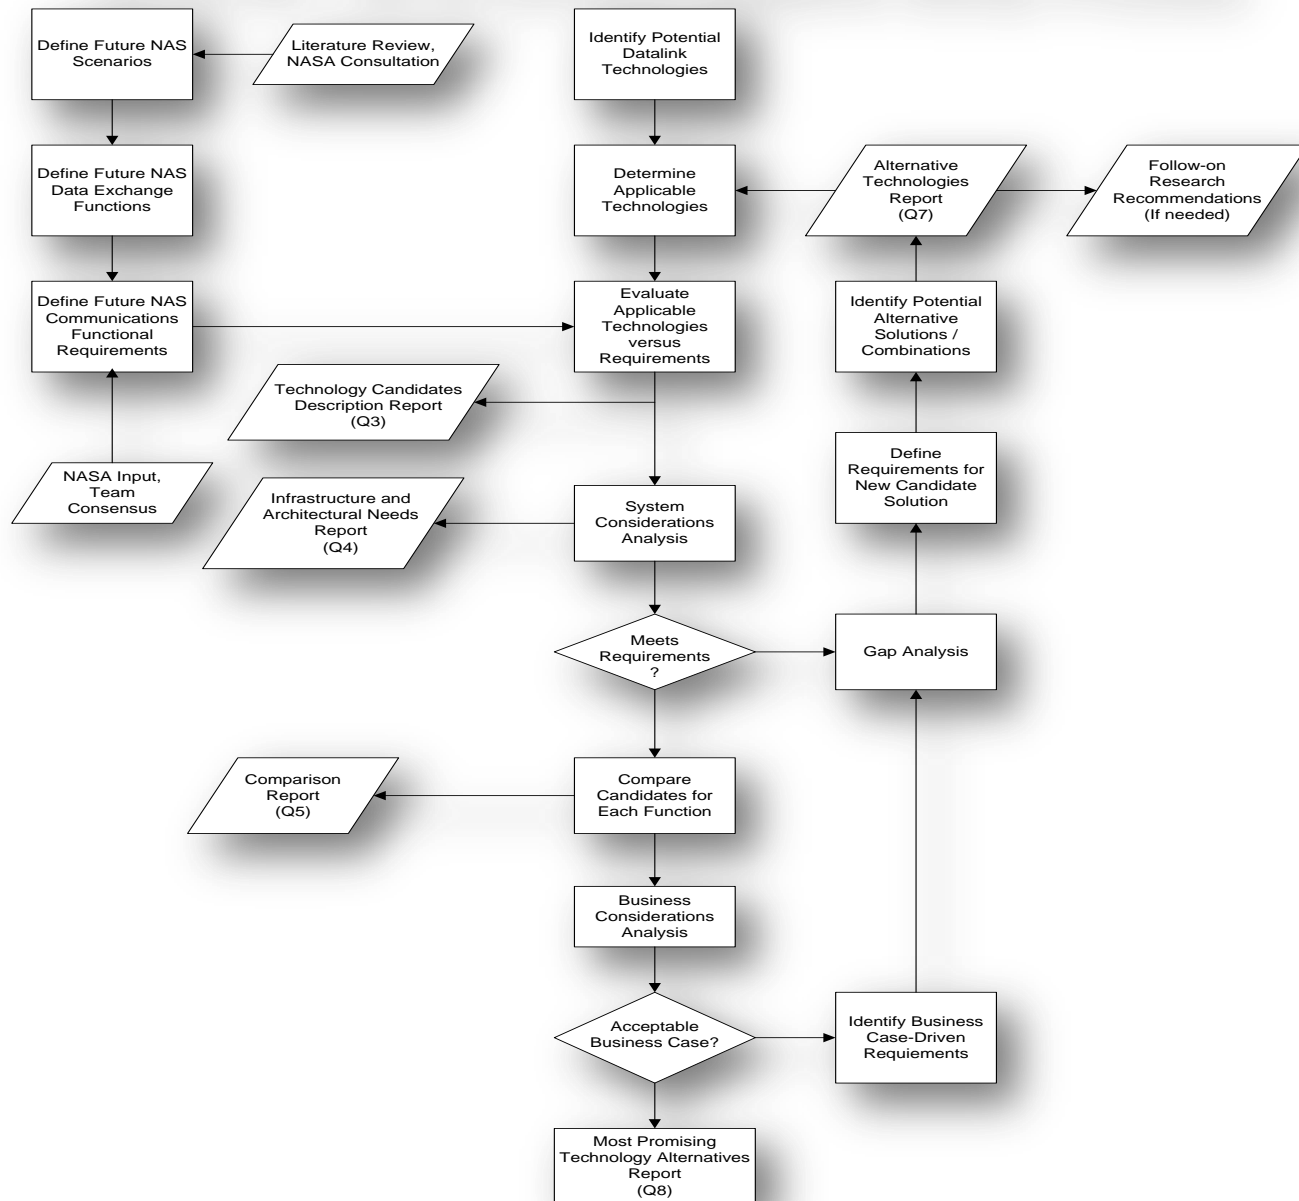 Define Future NAS
Scenarios
Literature Review,
NASA Consultation
Identify Potential
Datalink
Technologies
Define Future NAS
Data Exchange
Functions
Determine
Applicable
Technologies
Alternative
Technologies
Report
(Q7)
Follow-on
Research
Recommendations
(If needed)
Define Future NAS
Communications
Functional
Requirements
Evaluate
Applicable
Technologies
versus
Requirements
Identify Potential
Alternative
Solutions /
Combinations
Technology Candidates
Description Report
(Q3)
Define
Requirements for
New Candidate
Solution
NASA Input,
Team
Consensus
Infrastructure and
Architectural Needs
Report
(Q4)
System
Considerations
Analysis
Meets
Requirements
?
Gap Analysis
Comparison
Report
(Q5)
Compare
Candidates for
Each Function
Business
Considerations
Analysis
Acceptable
Business Case?
Identify Business
Case-Driven
Requiements
Most Promising
Technology Alternatives
Report
(Q8)